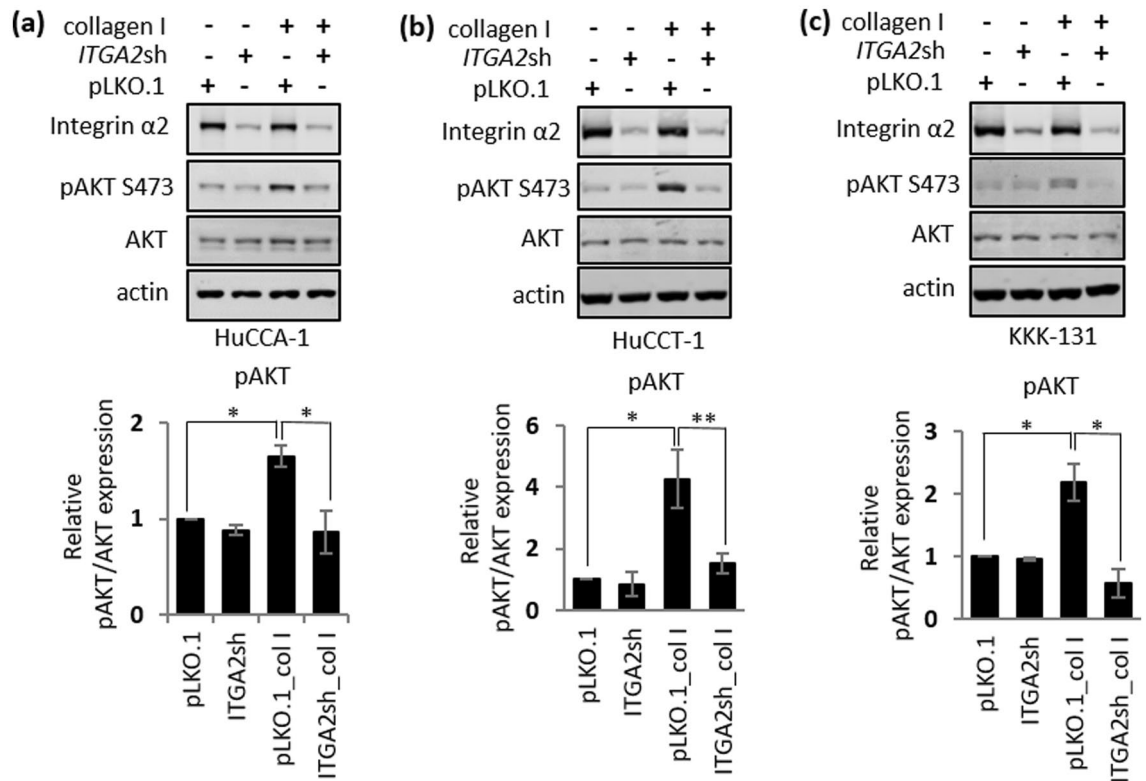 (a)
collagen I - - + +
ITGA2sh - + - +
pLKO.1 + - + -
Integrin α2
pAKT S473
AKT
actin
HuCCA-1
pAKT
Relative
pAKT/AKT expression
2
1
0
* *
pLKO.1
ITGA2sh
pLKO.1_col I
ITGA2sh_col I
(b)
collagen I - - + +
ITGA2sh - + - +
pLKO.1 + - + -
Integrin α2
pAKT S473
AKT
actin
HuCCT-1
pAKT
Relative
pAKT/AKT expression
6
4
2
0
* **
pLKO.1
ITGA2sh
pLKO.1_col I
ITGA2sh_col I
(c)
collagen I - - + +
ITGA2sh - + - +
pLKO.1 + - + -
Integrin α2
pAKT S473
AKT
actin
KKK-131
pAKT
Relative
pAKT/AKT expression
3
2
1
0
* *
pLKO.1
ITGA2sh
pLKO.1_col I
ITGA2sh_col I